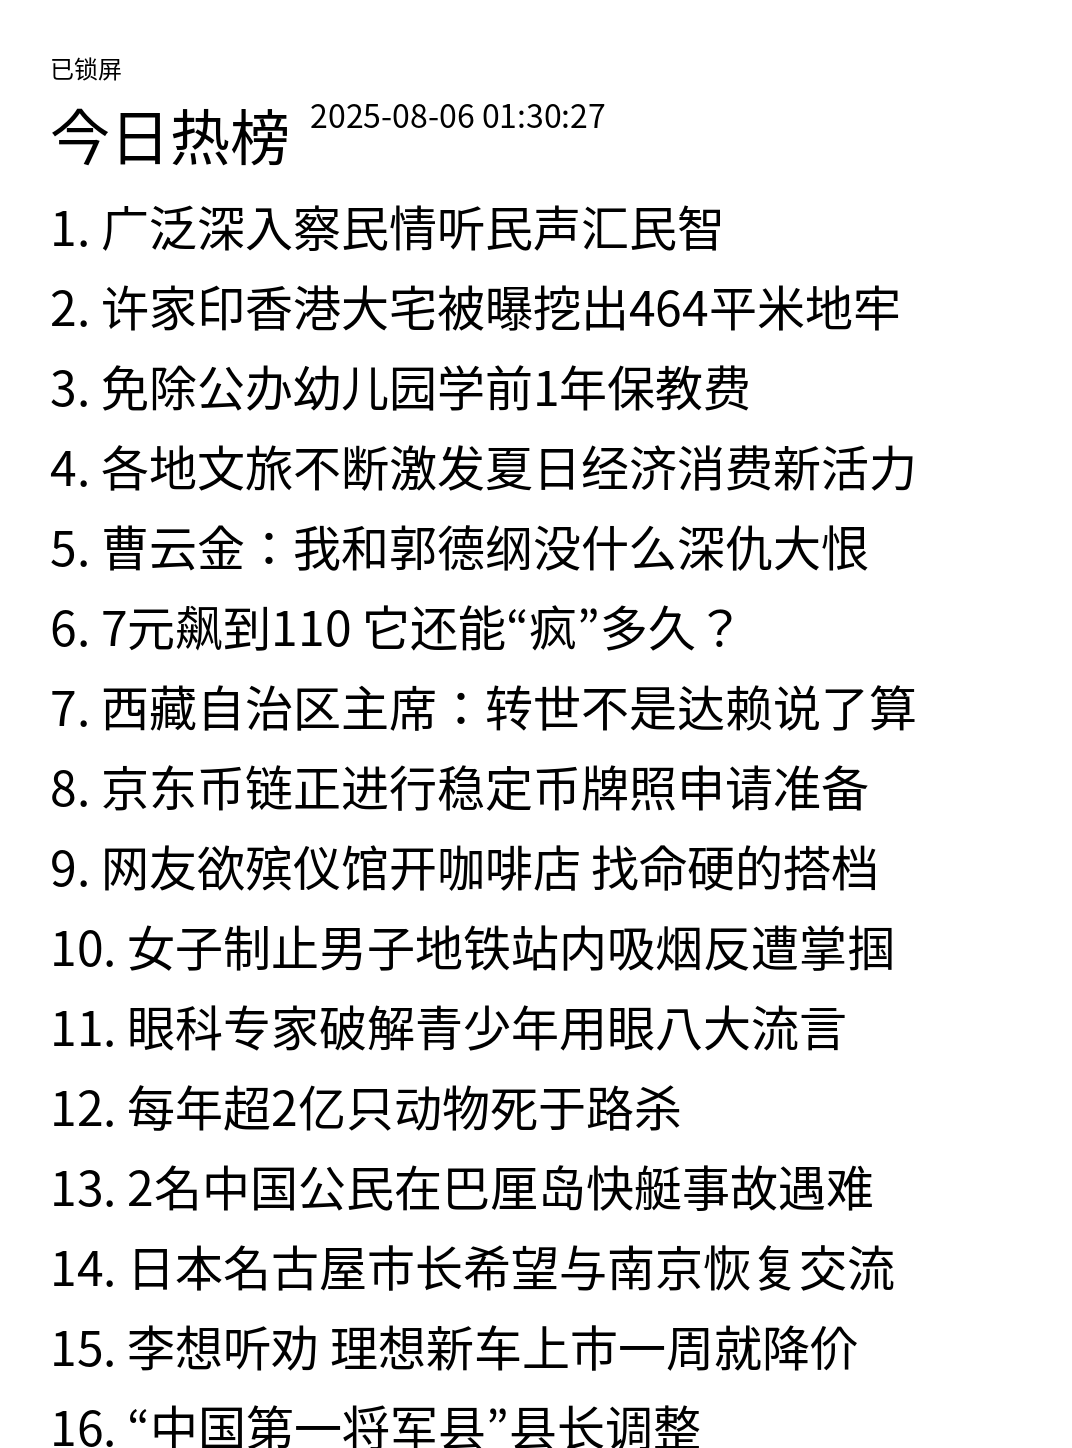 已锁屏
今日热榜 2025-08-06 01:30:27
1. 广泛深入察民情听民声汇民智
2. 许家印香港大宅被曝挖出464平米地牢
3. 免除公办幼儿园学前1年保教费
4. 各地文旅不断激发夏日经济消费新活力
5. 曹云金：我和郭德纲没什么深仇大恨
6. 7元飙到110 它还能“疯”多久？
7. 西藏自治区主席：转世不是达赖说了算
8. 京东币链正进行稳定币牌照申请准备
9. 网友欲殡仪馆开咖啡店 找命硬的搭档
10. 女子制止男子地铁站内吸烟反遭掌掴
11. 眼科专家破解青少年用眼八大流言
12. 每年超2亿只动物死于路杀
13. 2名中国公民在巴厘岛快艇事故遇难
14. 日本名古屋市长希望与南京恢复交流
15. 李想听劝 理想新车上市一周就降价
16. “中国第一将军县”县长调整